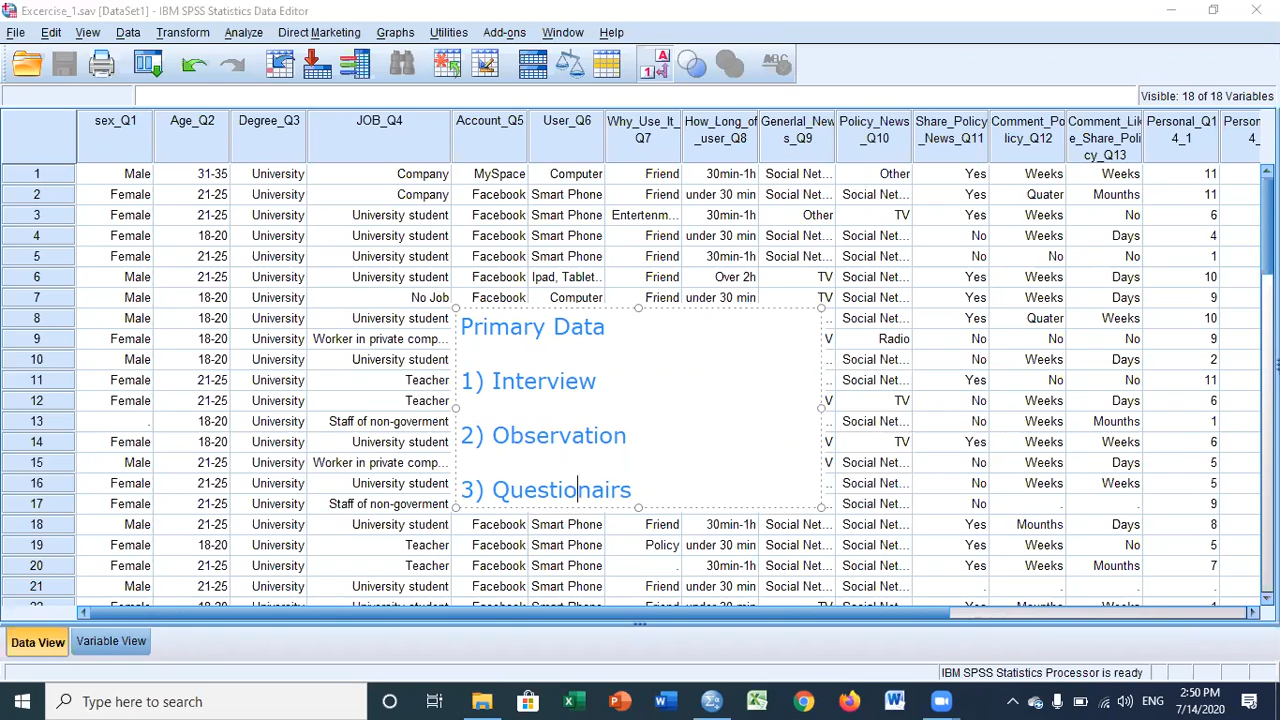 Excercise_1.sav [DataSet1] - IBM SPSS Statistics Data Editor
File Edit View Data Transform Analyze Direct Marketing Graphs Utilities Add-ons Window Help
Visible: 18 of 18 Variables
sex_Q1 Age_Q2 Degree_Q3 JOB_Q4 Account_Q5 User_Q6 Why_Use_It_Q7 How_Long_of_user_Q8 Generlal_News_Q9 Policy_News_Q10 Share_Policy_News_Q11 Comment_Policy_Q12 Comment_Like_Share_Policy_Q13 Personal_Q14_1 Person 4_
1 Male 31-35 University Company MySpace Computer Friend 30min-1h Social Net... Other Yes Weeks Weeks 11
2 Female 21-25 University Company Facebook Smart Phone Friend under 30 min Social Net... Social Net... Yes Quater Mounths 11
3 Female 21-25 University University student Facebook Smart Phone Entertenm... 30min-1h Other TV Yes Weeks No 6
4 Female 18-20 University University student Facebook Smart Phone Friend under 30 min Social Net... Social Net... No Weeks Days 4
5 Female 21-25 University University student Facebook Smart Phone Friend 30min-1h Social Net... Social Net... No No No 1
6 Male 21-25 University University student Facebook Ipad, Tablet.. Friend Over 2h TV Social Net... Yes Weeks Days 10
7 Male 18-20 University No Job Facebook Computer Friend under 30 min TV Social Net... Yes Weeks Days 9
8 Male 21-25 University University student .. Social Net... Yes Quater Weeks 10
9 Female 18-20 University Worker in private comp... V Radio No No No 9
10 Male 21-25 University University student .. Social Net... No Weeks Days 2
11 Female 21-25 University Teacher .. Social Net... Yes No No 11
12 Female 21-25 University Teacher V TV No Weeks Days 6
13 . 18-20 University Staff of non-goverment .. Social Net... No Weeks Mounths 1
14 Female 18-20 University University student V TV Yes Weeks Weeks 6
15 Male 21-25 University Worker in private comp... V Social Net... No Weeks Days 5
16 Female 21-25 University University student .. Social Net... No Weeks Weeks 5
17 Female 21-25 University Staff of non-goverment .. Social Net... No . . 9
Primary Data
1) Interview
2) Observation
3) Questionairs
18 Male 21-25 University University student Facebook Smart Phone Friend 30min-1h Social Net... Social Net... Yes Mounths Days 8
19 Female 18-20 University Teacher Facebook Smart Phone Policy under 30 min Social Net... Social Net... Yes Weeks No 5
20 Female 21-25 University Teacher Facebook Smart Phone . 30min-1h Social Net... Social Net... Yes Weeks Mounths 7
21 Male 21-25 University University student Facebook Smart Phone Friend under 30 min Social Net... Social Net... . . . .
Data View Variable View
IBM SPSS Statistics Processor is ready
Type here to search
ENG
2:50 PM
7/14/2020